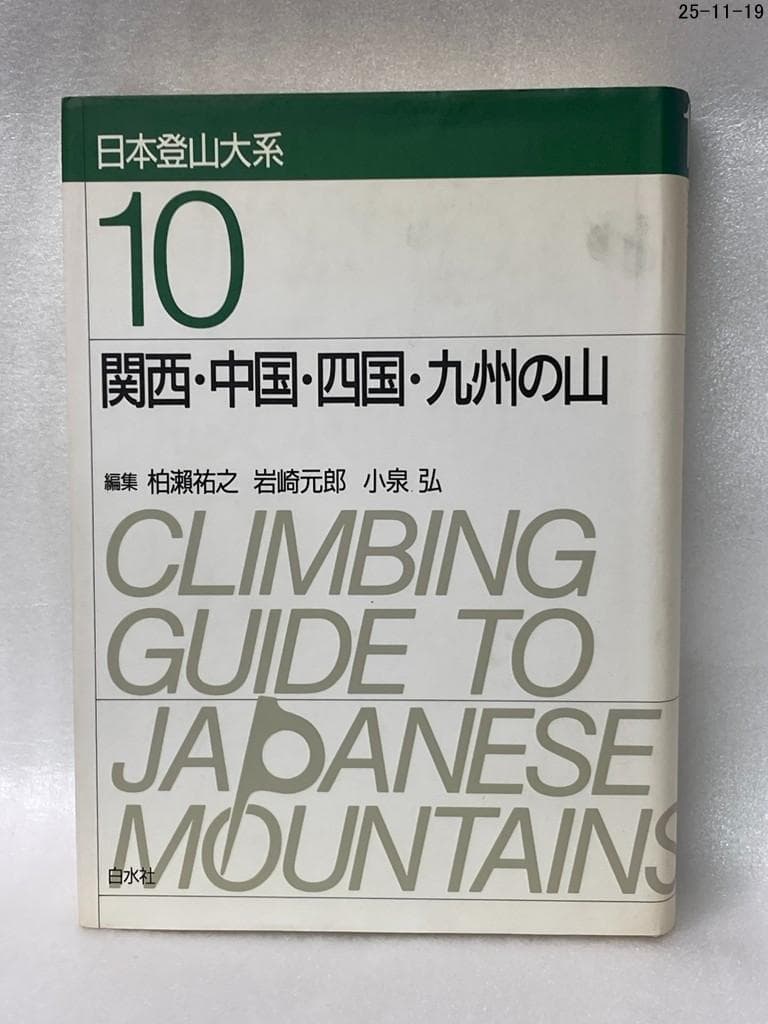 25-11-19
日本登山大系
10
関西・中国・四国・九州の山
編集 柏瀬祐之 岩崎元郎 小泉 弘
CLIMBING
GUIDE TO
JAPANESE
MOUNTAINS
白水社